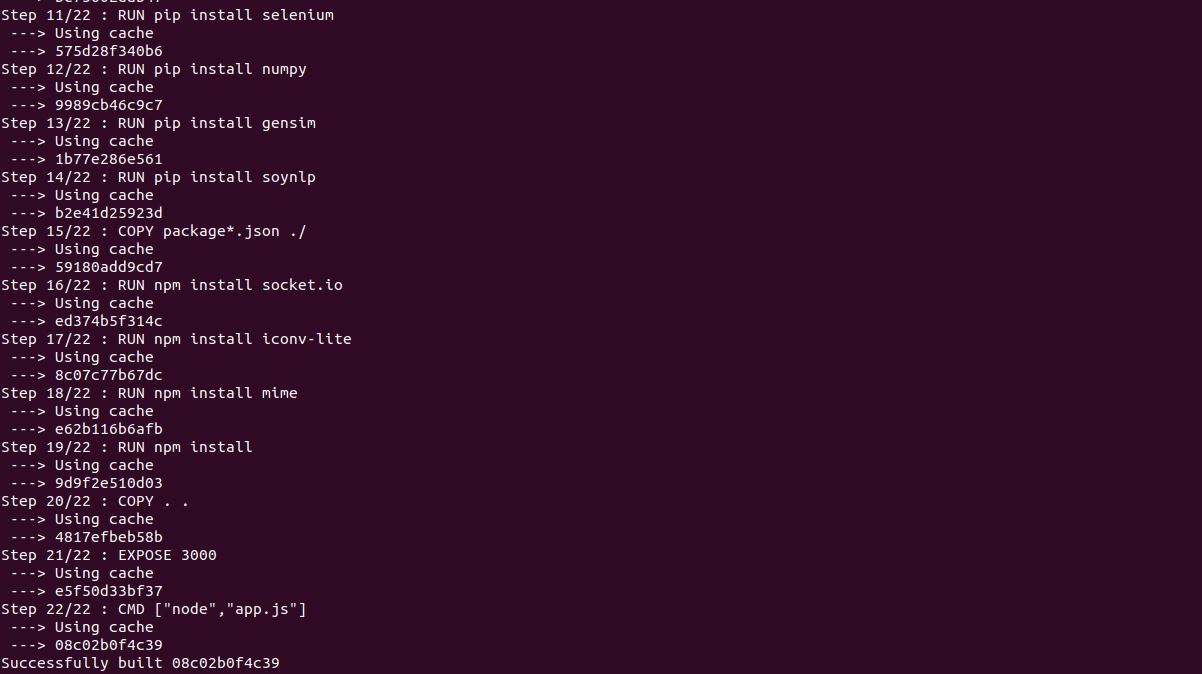 Step 11/22 : RUN pip install selenium
 ---> Using cache
 ---> 575d28f340b6
Step 12/22 : RUN pip install numpy
 ---> Using cache
 ---> 9989cb46c9c7
Step 13/22 : RUN pip install gensim
 ---> Using cache
 ---> 1b77e286e561
Step 14/22 : RUN pip install soynlp
 ---> Using cache
 ---> b2e41d25923d
Step 15/22 : COPY package*.json ./
 ---> Using cache
 ---> 59180add9cd7
Step 16/22 : RUN npm install socket.io
 ---> Using cache
 ---> ed374b5f314c
Step 17/22 : RUN npm install iconv-lite
 ---> Using cache
 ---> 8c07c77b67dc
Step 18/22 : RUN npm install mime
 ---> Using cache
 ---> e62b116b6afb
Step 19/22 : RUN npm install
 ---> Using cache
 ---> 9d9f2e510d03
Step 20/22 : COPY . .
 ---> Using cache
 ---> 4817efbeb58b
Step 21/22 : EXPOSE 3000
 ---> Using cache
 ---> e5f50d33bf37
Step 22/22 : CMD ["node","app.js"]
 ---> Using cache
 ---> 08c02b0f4c39
Successfully built 08c02b0f4c39